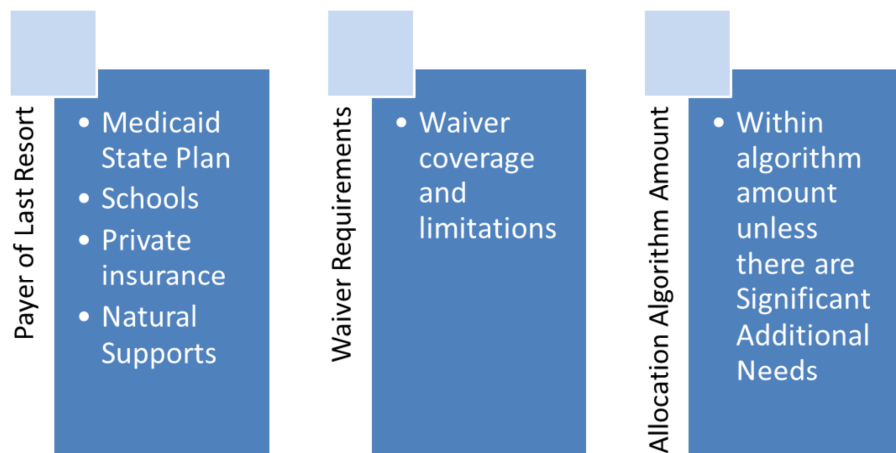 Payer of Last Resort
• Medicaid
State Plan
• Schools
• Private
insurance
• Natural
Supports
Waiver Requirements
• Waiver
coverage
and
limitations
Allocation Algorithm Amount
• Within
algorithm
amount
unless
there are
Significant
Additional
Needs